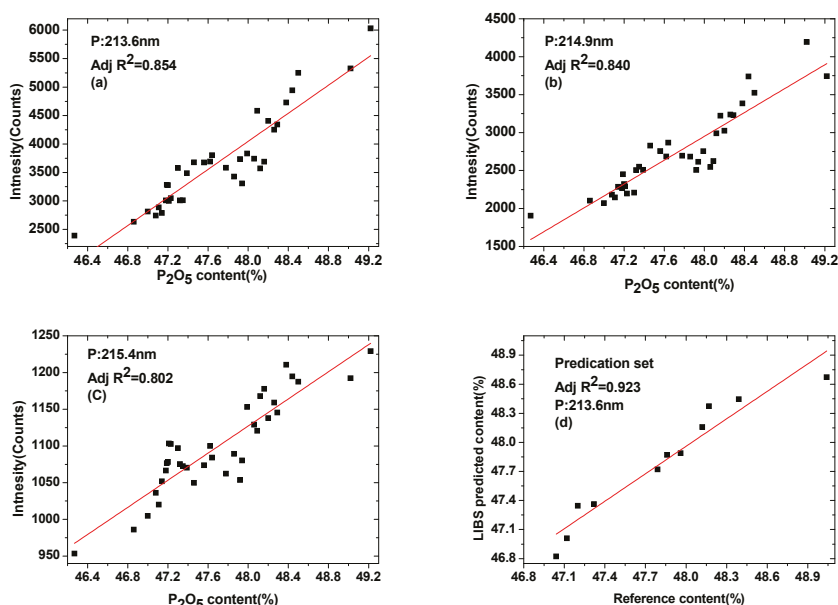 P:213.6nm
Adj R²=0.854
(a)
Intnesity(Counts)
6000
5500
5000
4500
4000
3500
3000
2500
46.4 46.8 47.2 47.6 48.0 48.4 48.8 49.2
P₂O₅ content(%)
P:214.9nm
Adj R²=0.840
(b)
Intnesity(Counts)
4500
4000
3500
3000
2500
2000
1500
46.4 46.8 47.2 47.6 48.0 48.4 48.8 49.2
P₂O₅ content(%)
P:215.4nm
Adj R²=0.802
(C)
Intnesity(Counts)
1250
1200
1150
1100
1050
1000
950
46.4 46.8 47.2 47.6 48.0 48.4 48.8 49.2
P₂O₅ content(%)
Predication set
Adj R²=0.923
P:213.6nm
(d)
LIBS predicted content(%)
48.9
48.6
48.3
48.0
47.7
47.4
47.1
46.8
46.8 47.1 47.4 47.7 48.0 48.3 48.6 48.9
Reference content(%)